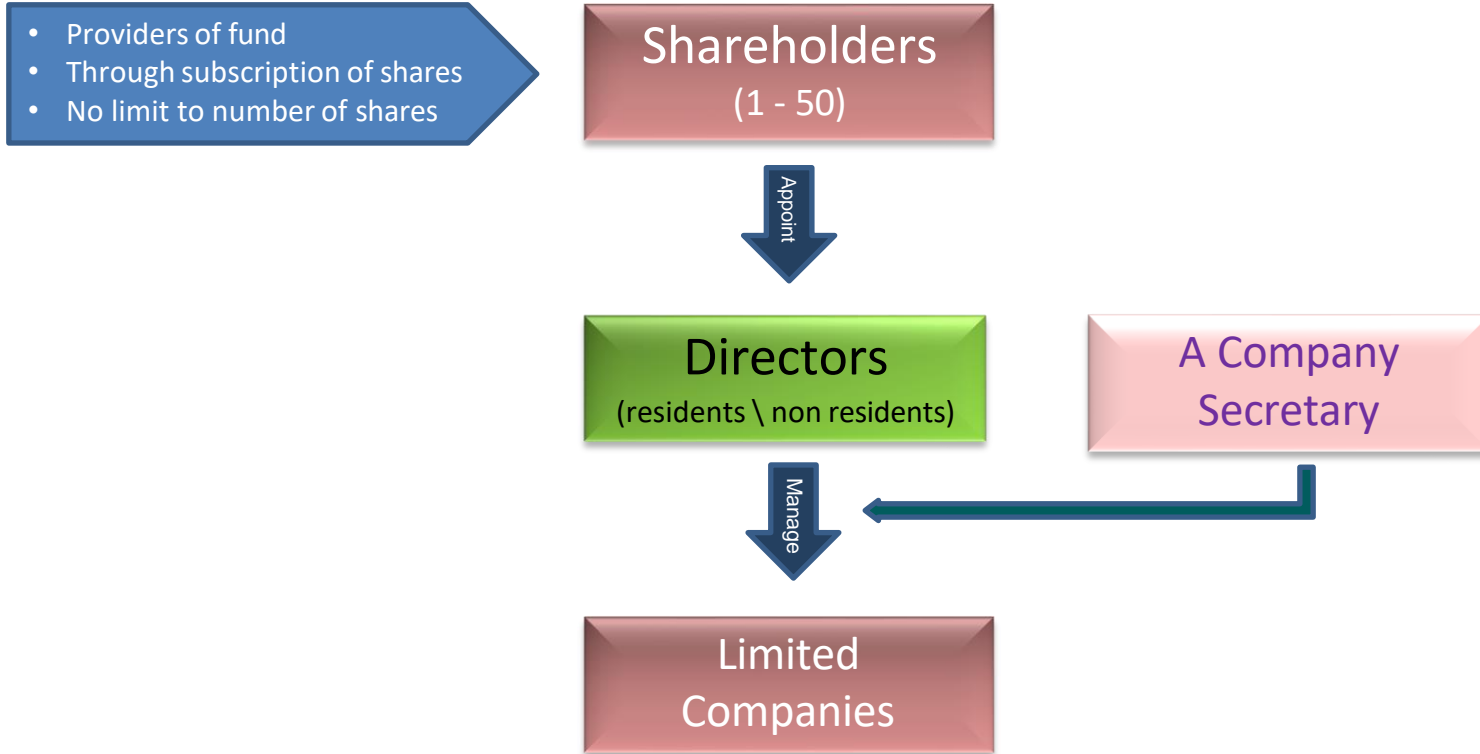 • Providers of fund
• Through subscription of shares
• No limit to number of shares
Shareholders
(1 - 50)
Appoint
Directors
(residents \ non residents)
A Company
Secretary
Manage
Limited
Companies